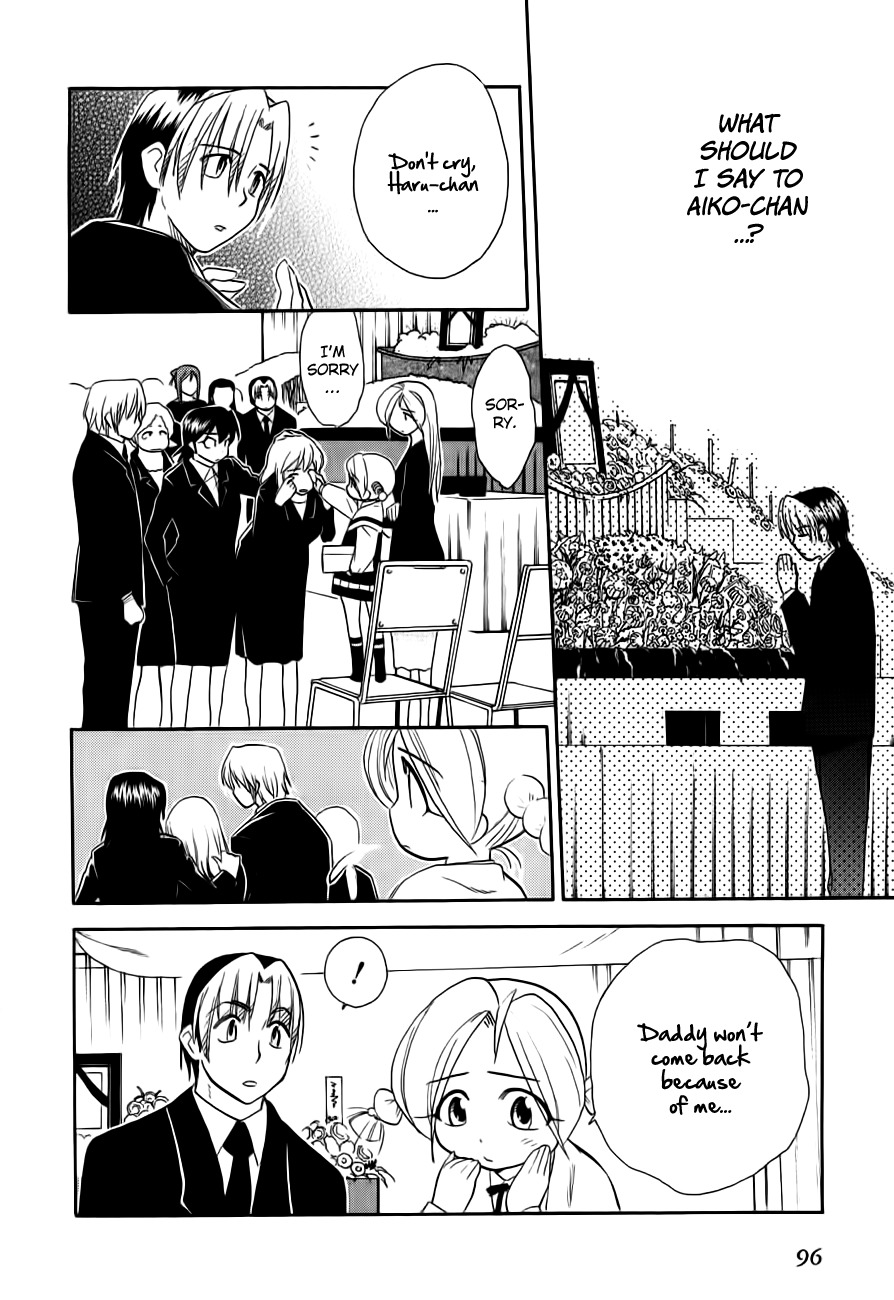 WHAT
SHOULD
I SAY TO
AIKO-CHAN
...?
Don't cry,
Haru-chan
...
SOR-
RY.
I'M
SORRY
...
!
Daddy won't
come back
because
of me...
96